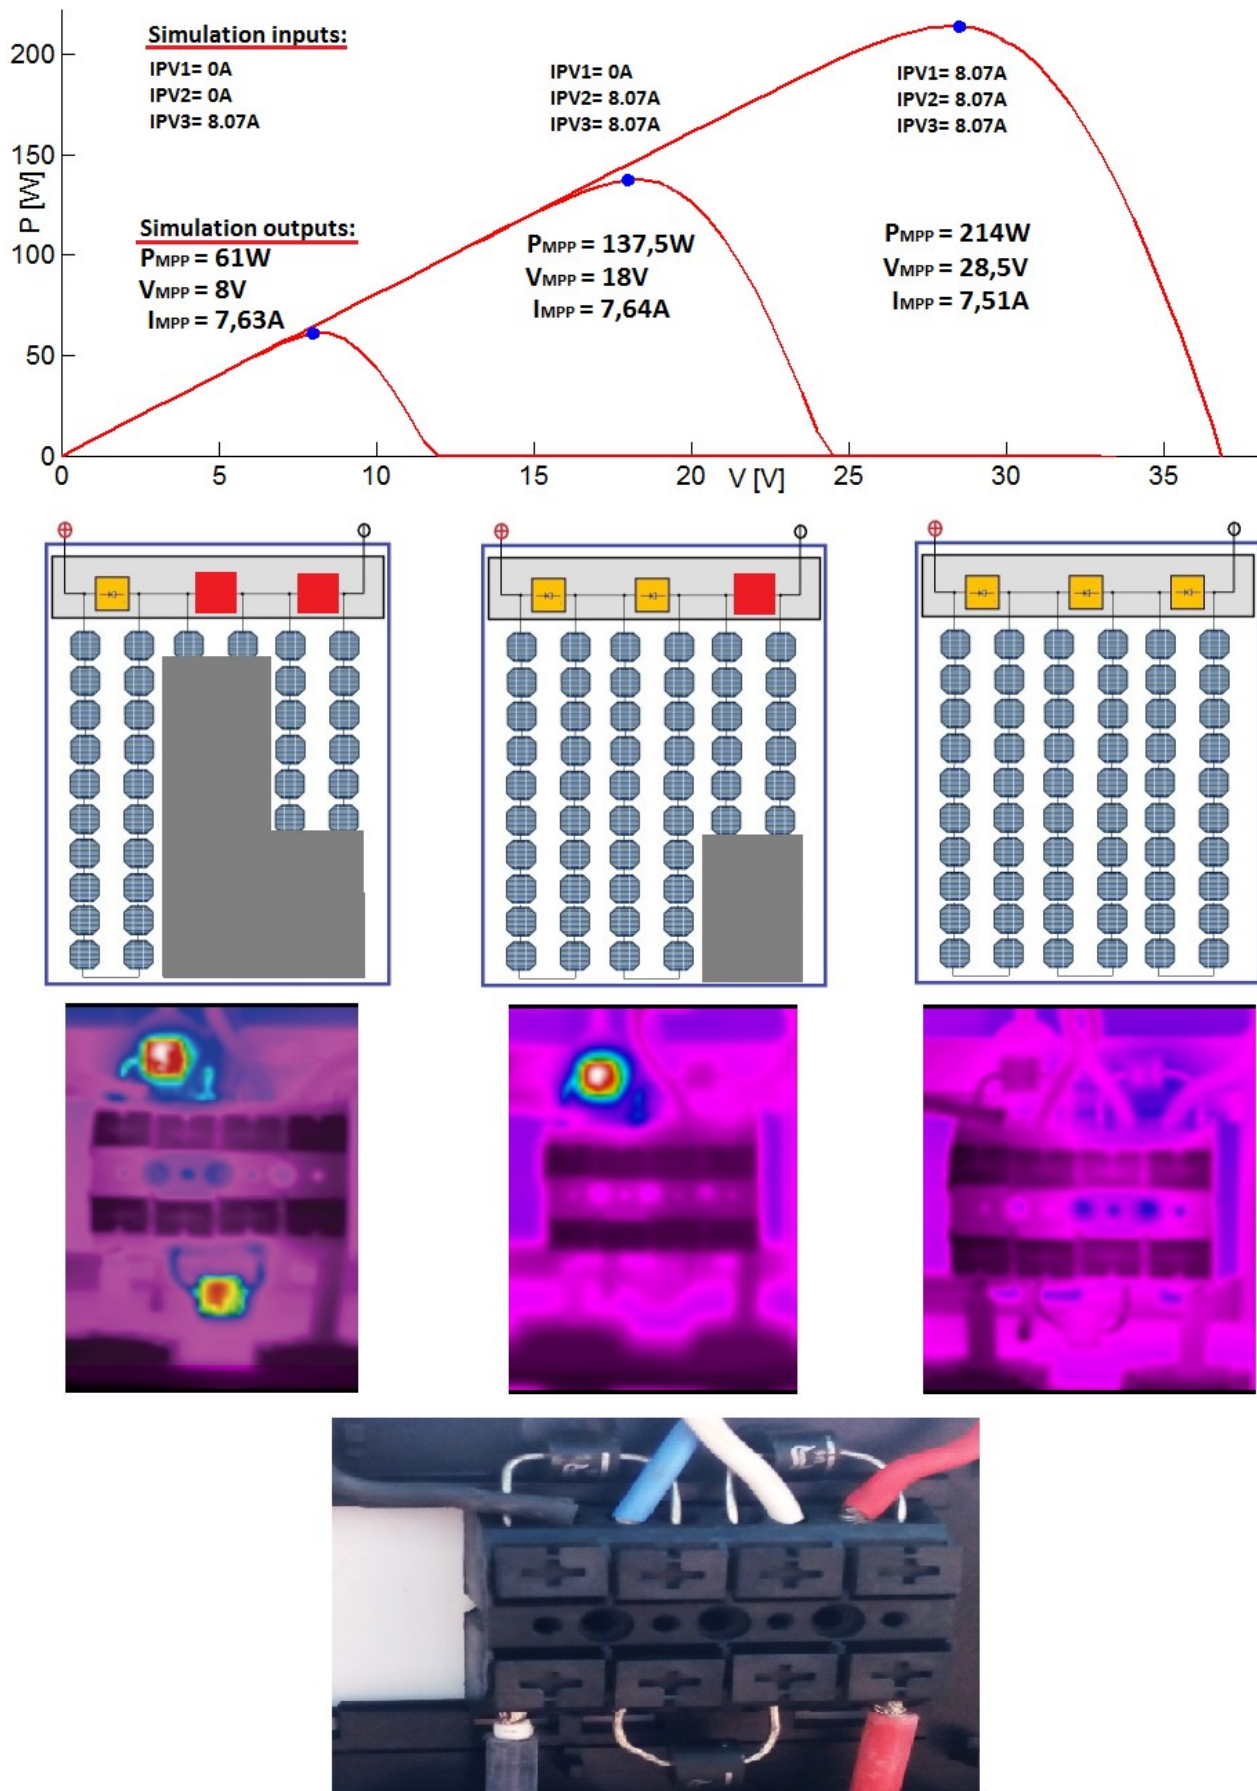 Simulation inputs:
IPV1= 0A
IPV2= 0A
IPV3= 8.07A
IPV1= 0A
IPV2= 8.07A
IPV3= 8.07A
IPV1= 8.07A
IPV2= 8.07A
IPV3= 8.07A
Simulation outputs:
PMPP = 61W
VMPP = 8V
IMPP = 7,63A
PMPP = 137,5W
VMPP = 18V
IMPP = 7,64A
PMPP = 214W
VMPP = 28,5V
IMPP = 7,51A
P [W]
200
150
100
50
0
0 5 10 15 20 25 30 35
V [V]